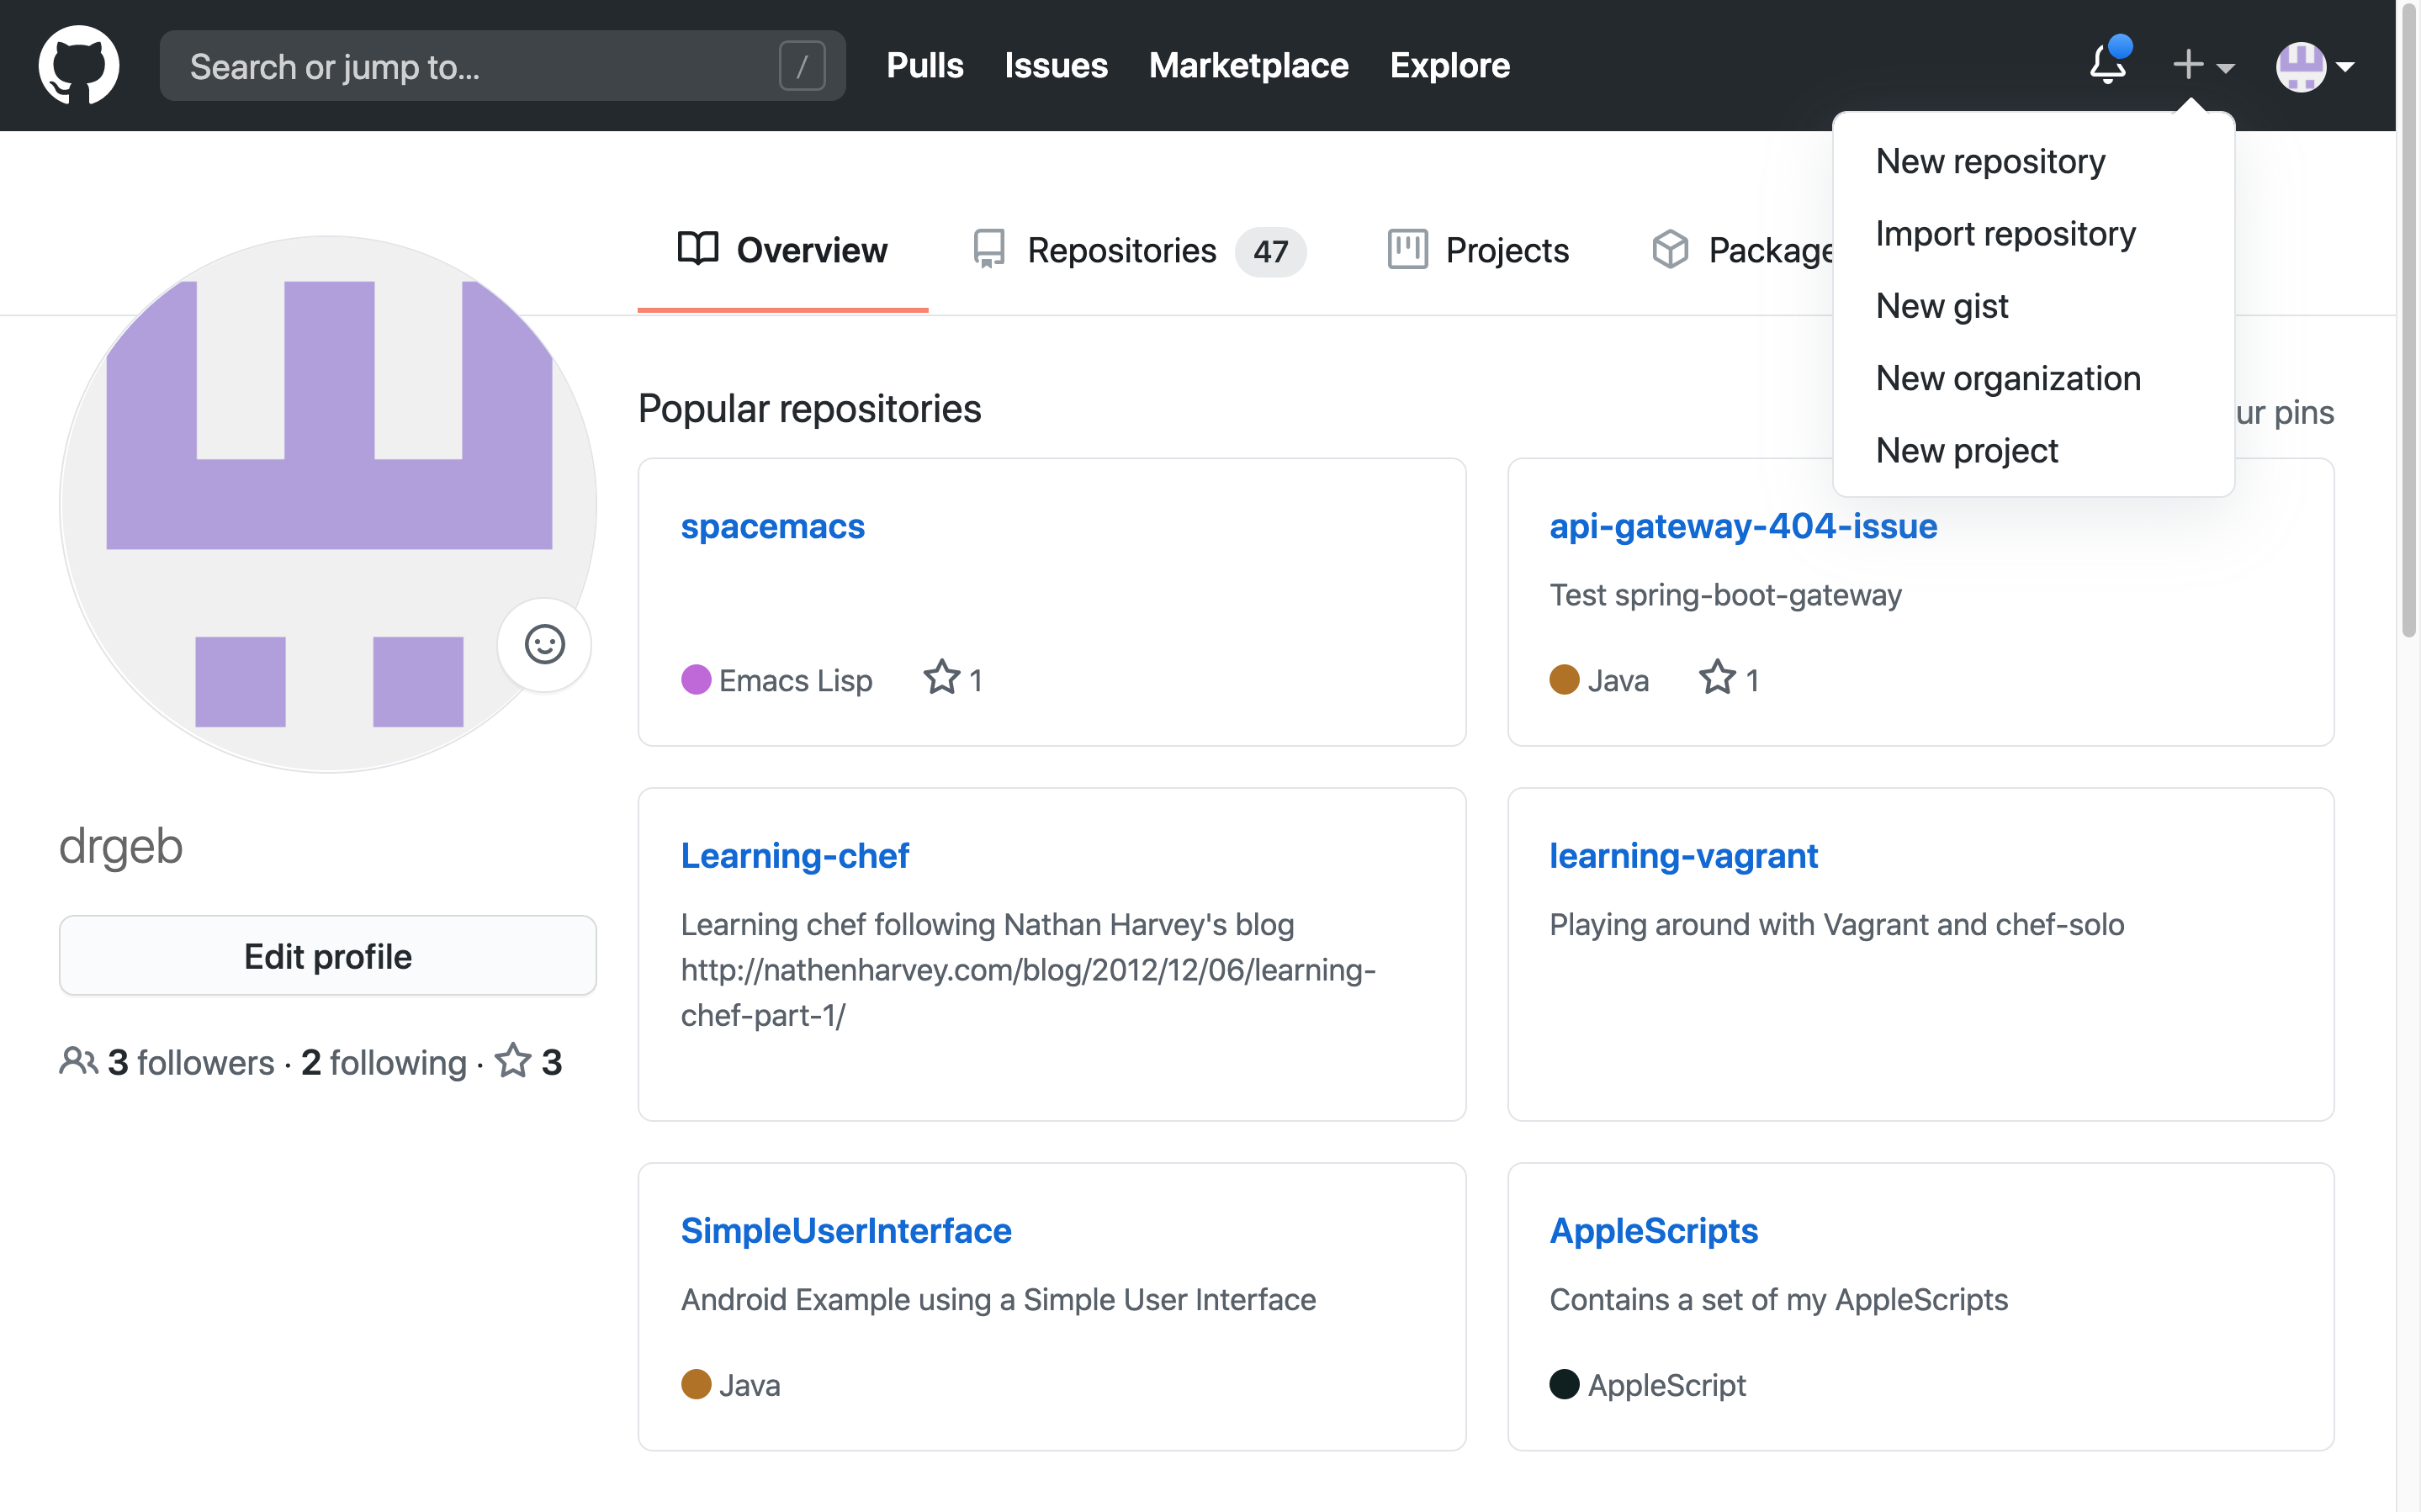 Search or jump to...
/
Pulls
Issues
Marketplace
Explore
New repository
Import repository
New gist
New organization
New project
Overview
Repositories 47
Projects
Popular repositories
pins
spacemacs
Emacs Lisp 1
api-gateway-404-issue
Test spring-boot-gateway
Java 1
drgeb
Edit profile
3 followers · 2 following · 3
Learning-chef
Learning chef following Nathan Harvey's blog
http://nathenharvey.com/blog/2012/12/06/learning-
chef-part-1/
learning-vagrant
Playing around with Vagrant and chef-solo
SimpleUserInterface
Android Example using a Simple User Interface
Java
AppleScripts
Contains a set of my AppleScripts
AppleScript